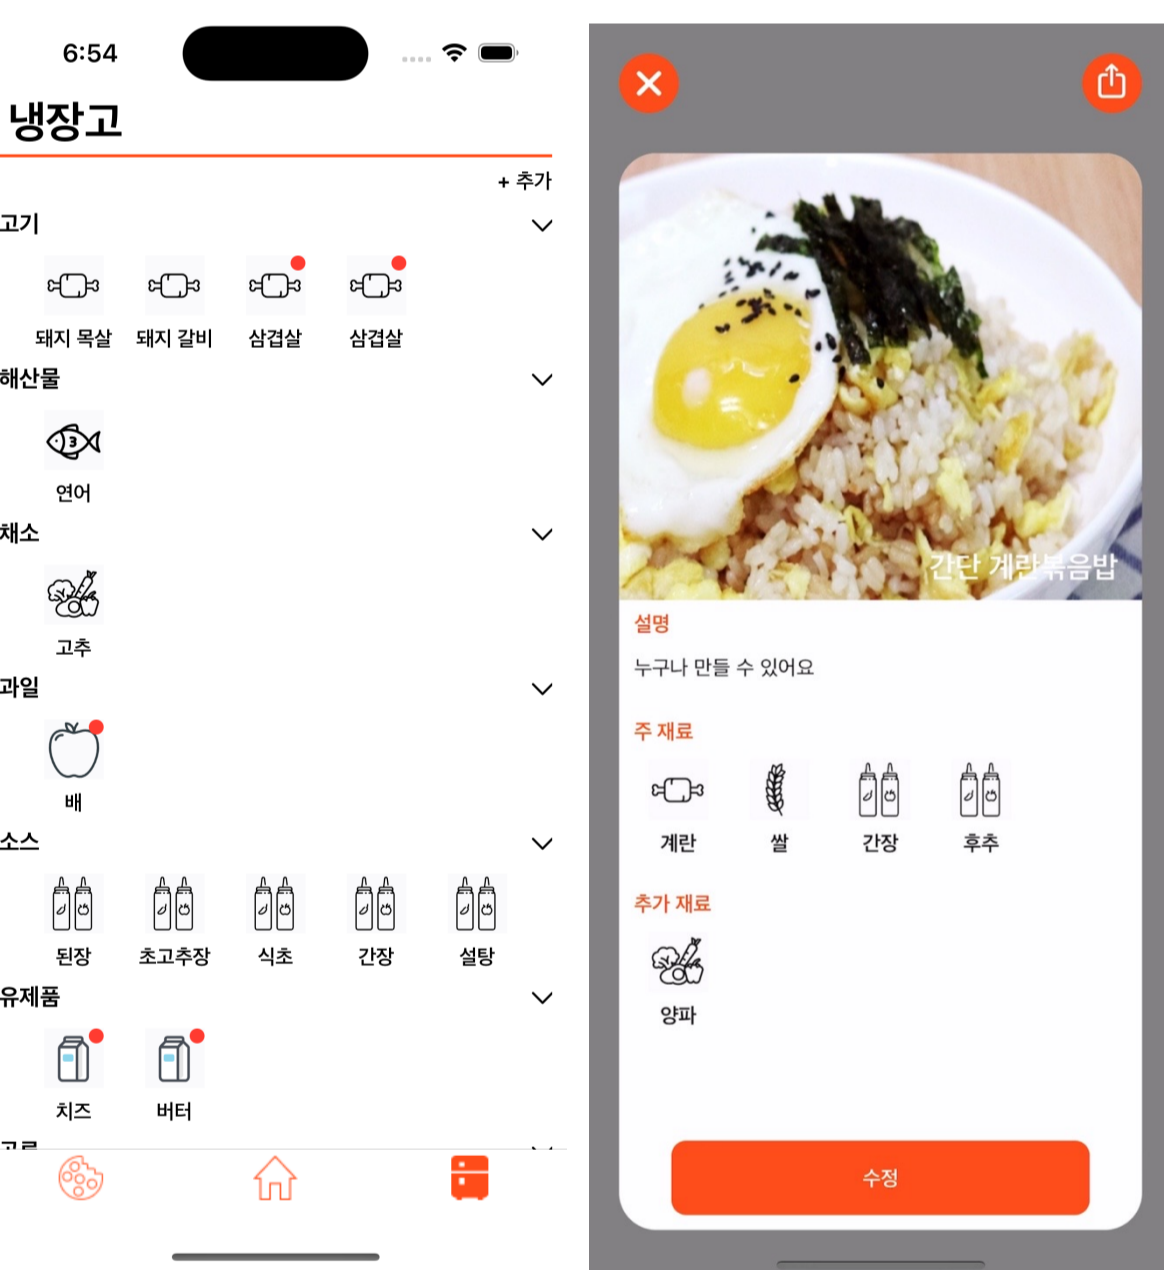 6:54
냉장고
+ 추가
고기
돼지 목살 돼지 갈비 삼겹살 삼겹살
해산물
연어
채소
고추
과일
배
소스
된장 초고추장 식초 간장 설탕
유제품
치즈 버터
간단 계란볶음밥
설명
누구나 만들 수 있어요
주 재료
계란 쌀 간장 후추
추가 재료
양파
수정